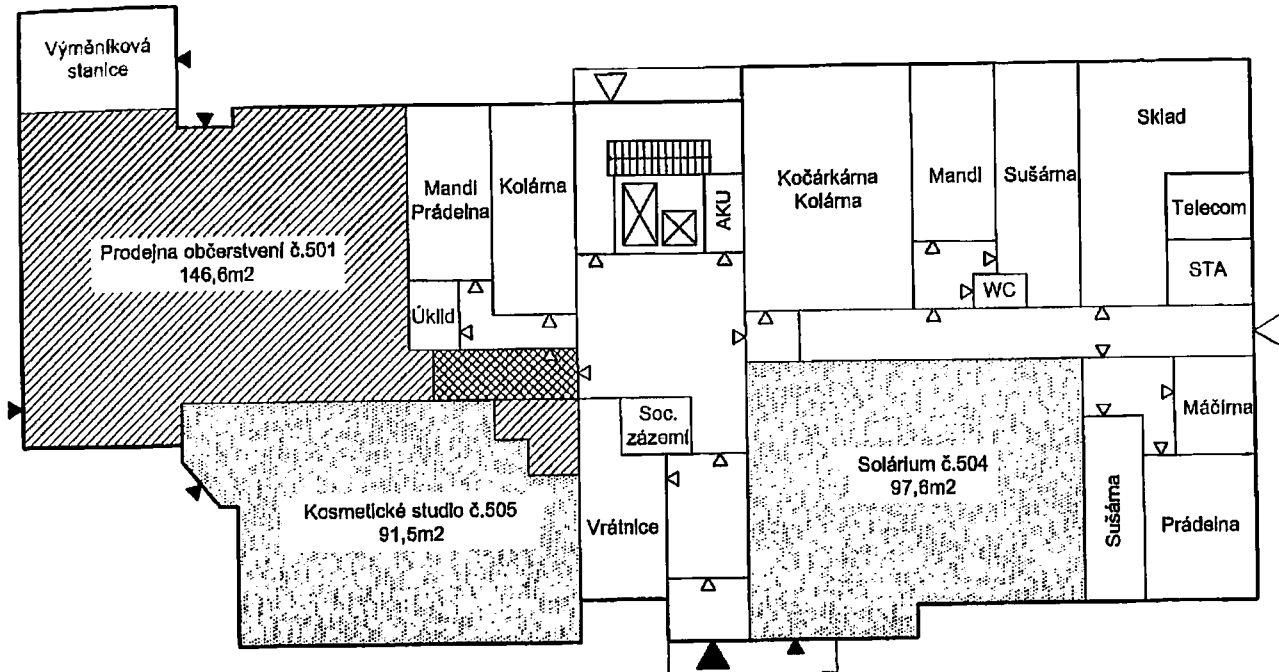 Výměníková
stanice
Prodejna občerstvení č.501
146,6m2
Mandl
Prádelna
Kolárna
Úklid
AKU
Kočárkárna
Kolárna
Mandl
Sušárna
Sklad
Telecom
STA
WC
Kosmetické studio č.505
91,5m2
Soc.
zázemí
Vrátnice
Solárium č.504
97,6m2
Sušárna
Máčírna
Prádelna